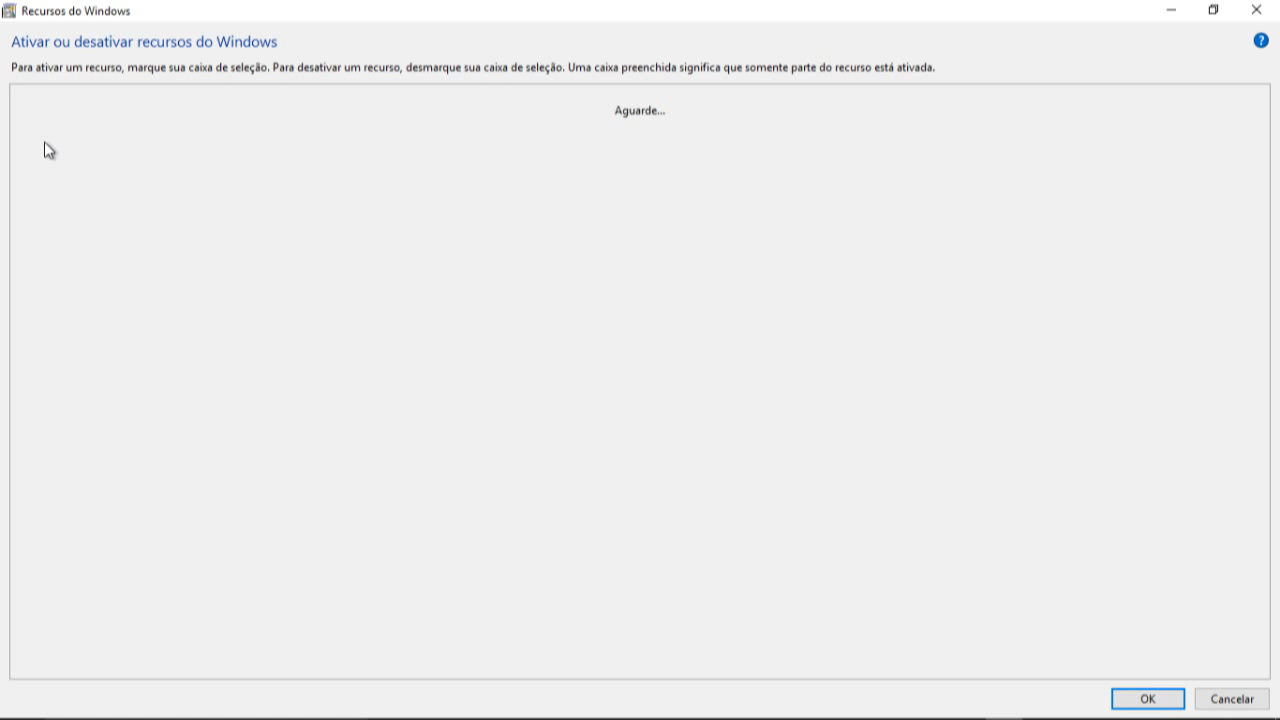 Recursos do Windows
Ativar ou desativar recursos do Windows
?
Para ativar um recurso, marque sua caixa de seleção. Para desativar um recurso, desmarque sua caixa de seleção. Uma caixa preenchida significa que somente parte do recurso está ativada.
Aguarde...
OK
Cancelar